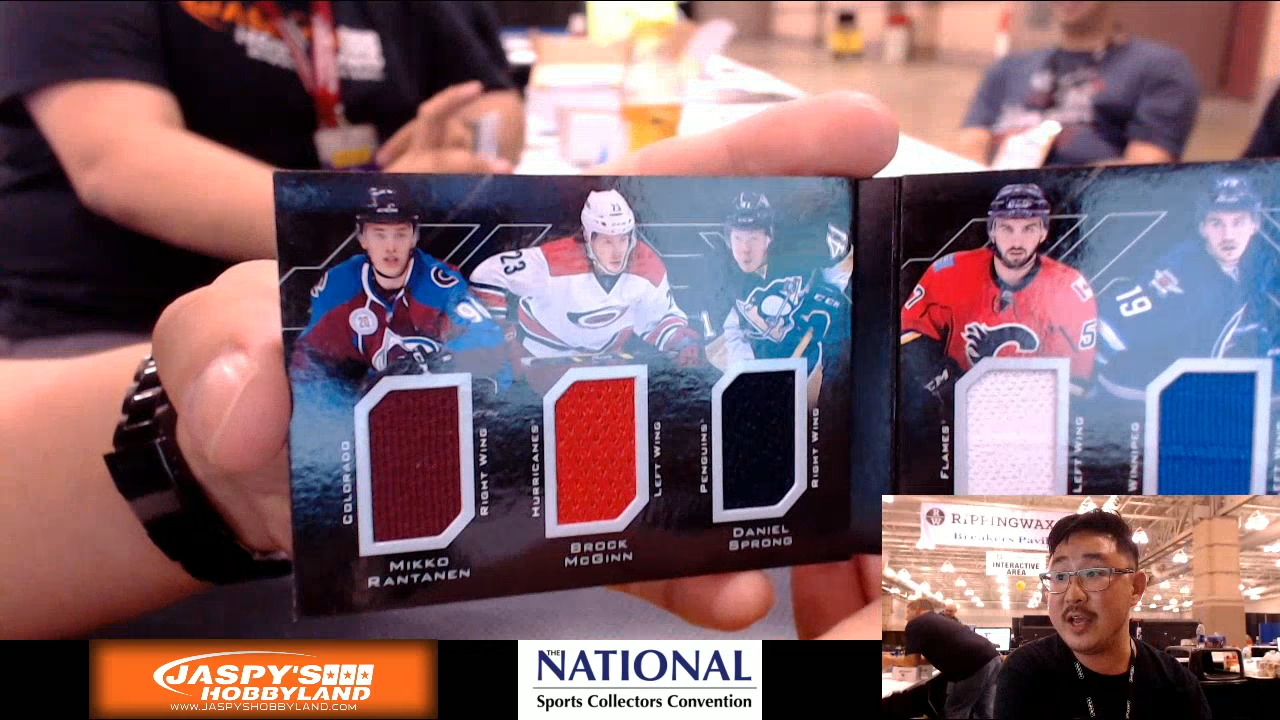 23
19
COLORADO
RIGHT WING
HURRICANES
LEFT WING
PENGUINS
RIGHT WING
FLAMES
LEFT WING
WINNIPEG
MIKKO
RANTANEN
BROCK
MCGINN
DANIEL
SPRONG
RIPPINGWAX
Breakers Pavil
INTERACTIVE
AREA
JASPY'S
HOBBYLAND
WWW.JASPYSHOBBYLAND.COM
THE NATIONAL
Sports Collectors Convention